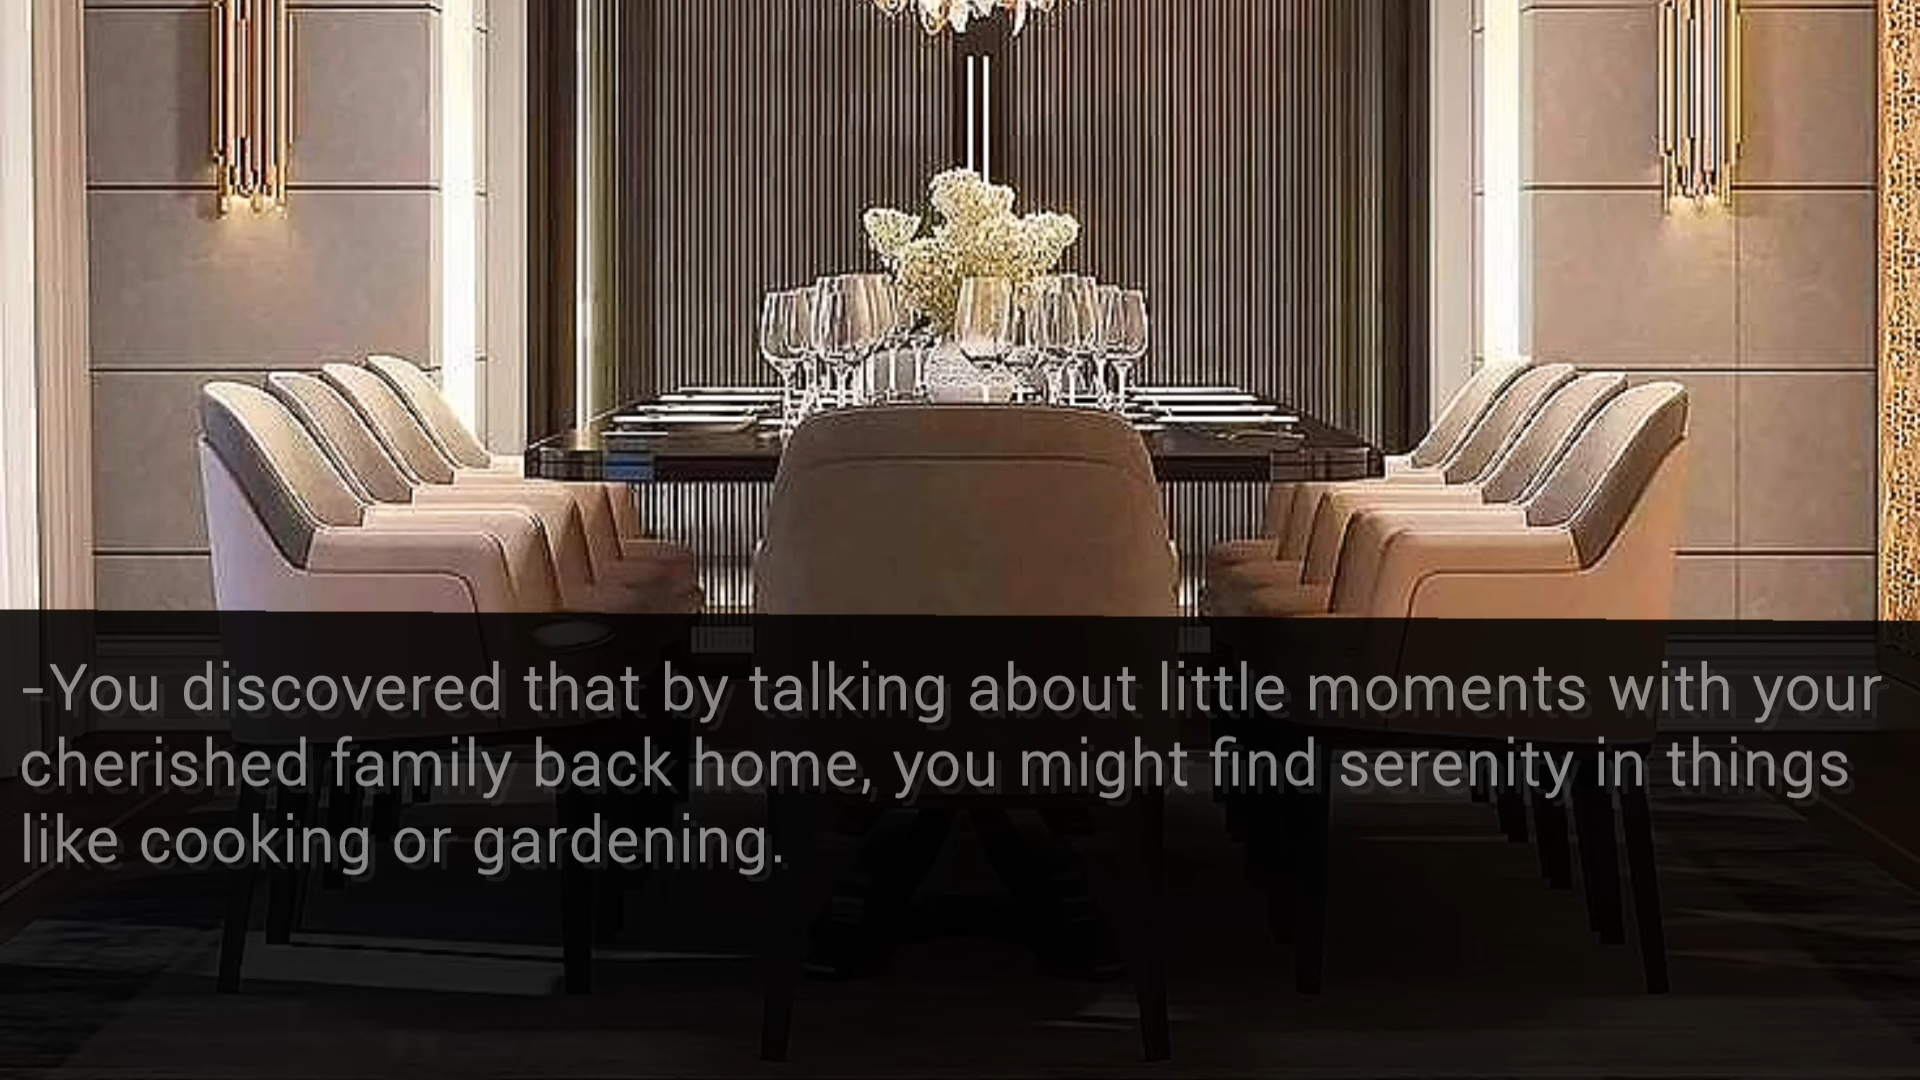 -You discovered that by talking about little moments with your
cherished family back home, you might find serenity in things
like cooking or gardening.